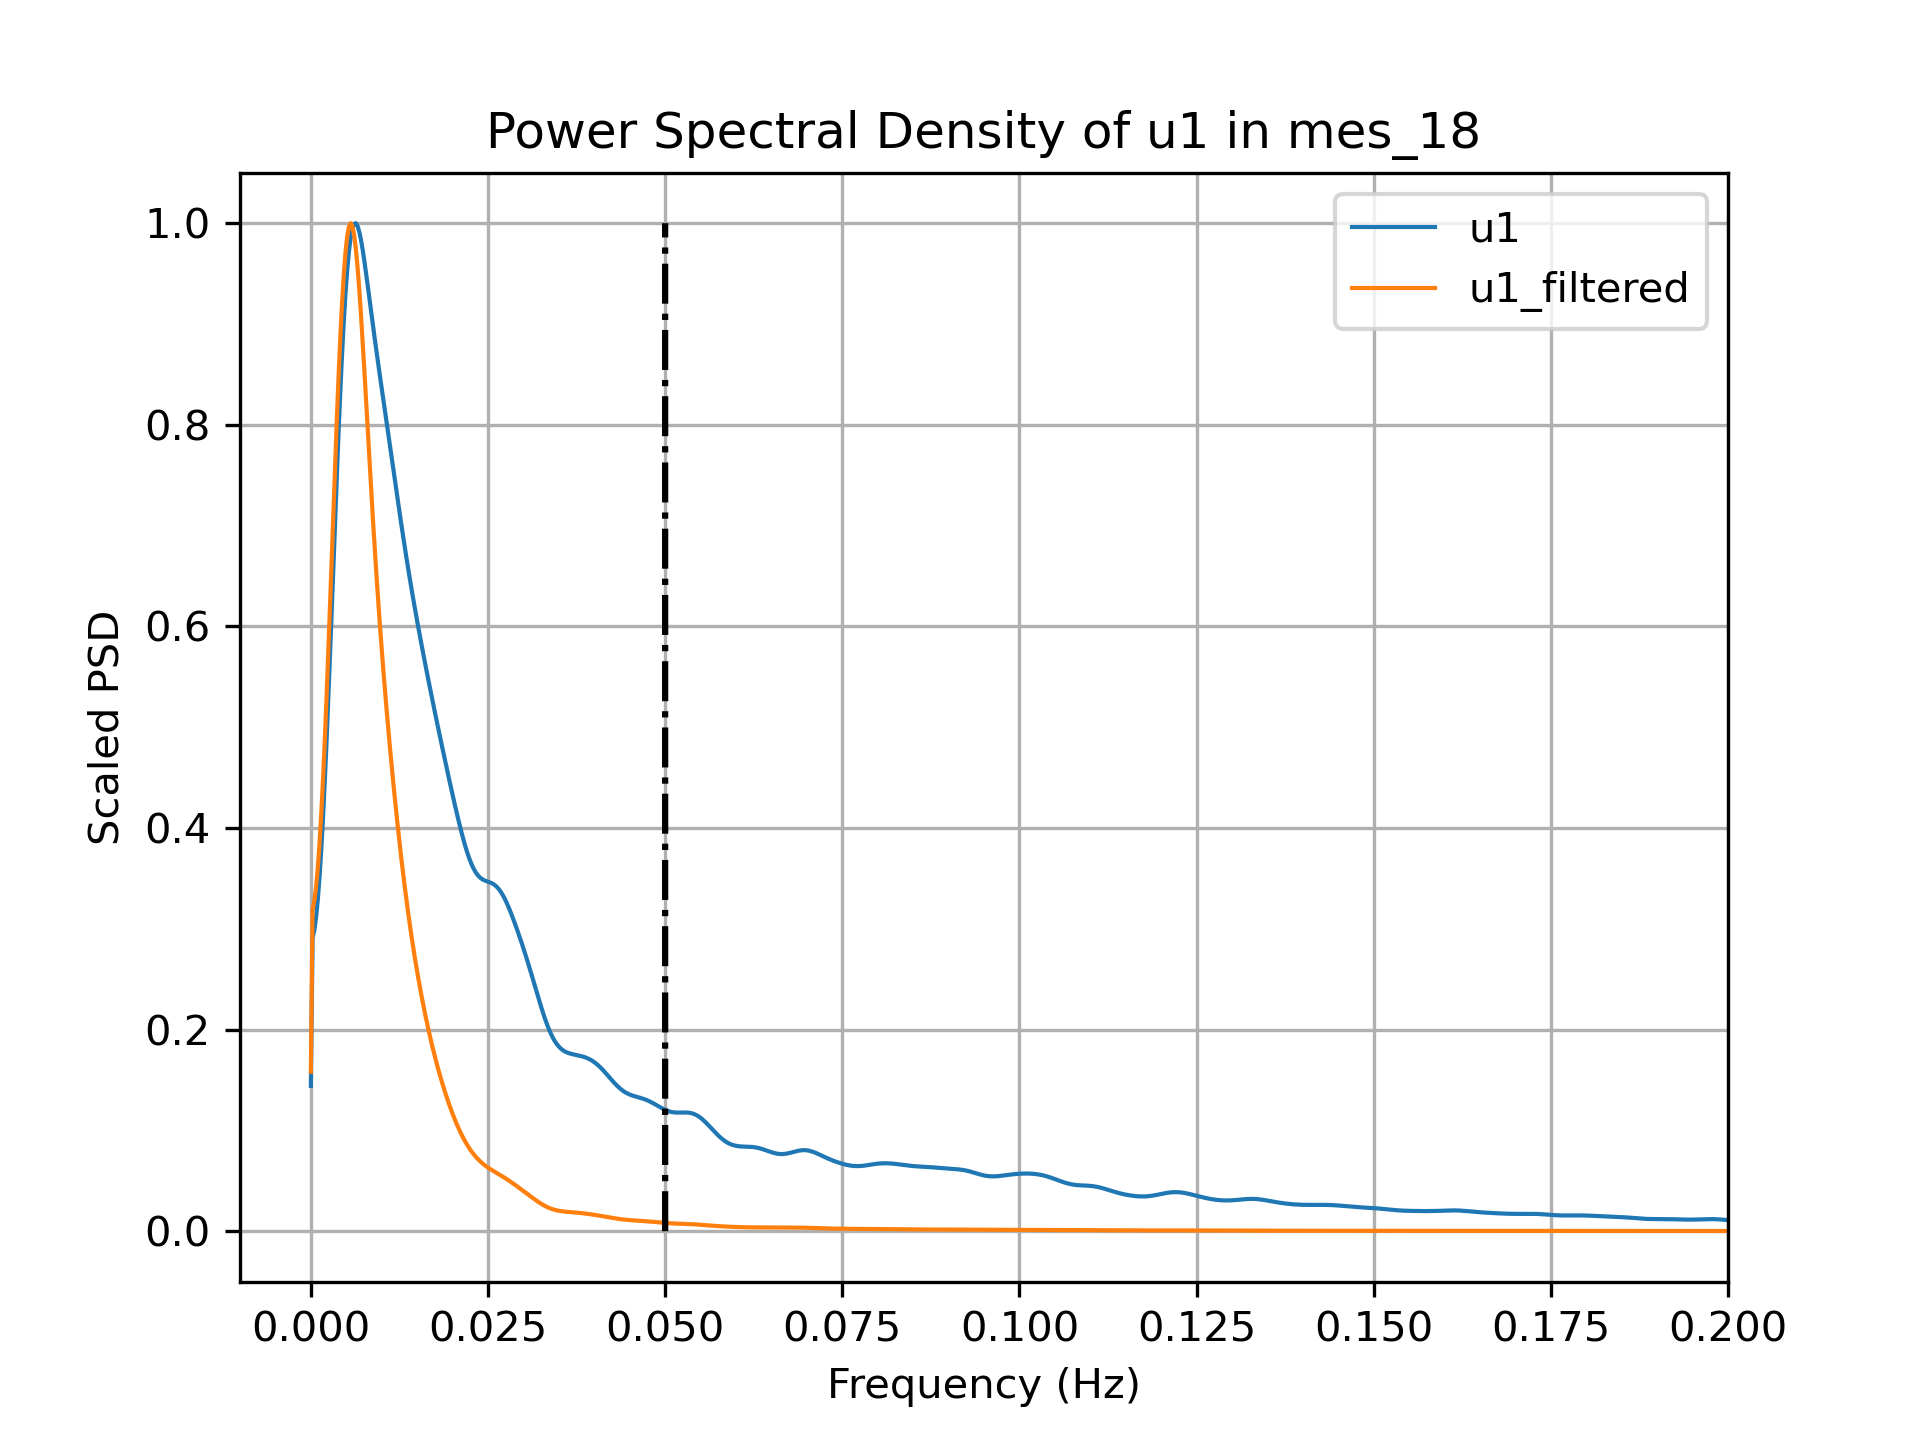 Power Spectral Density of u1 in mes_18
u1
u1_filtered
Scaled PSD
1.0
0.8
0.6
0.4
0.2
0.0
0.000 0.025 0.050 0.075 0.100 0.125 0.150 0.175 0.200
Frequency (Hz)